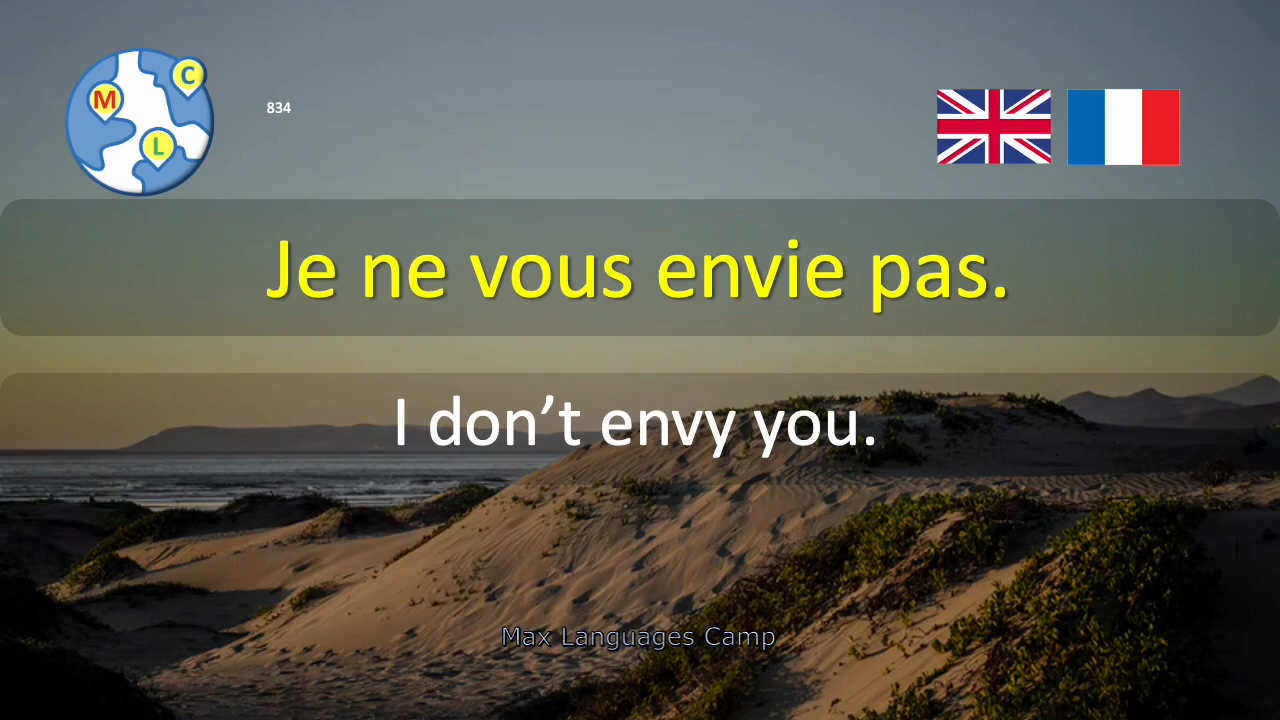 M
C
L
834
Je ne vous envie pas.
I don’t envy you.
Max Languages Camp